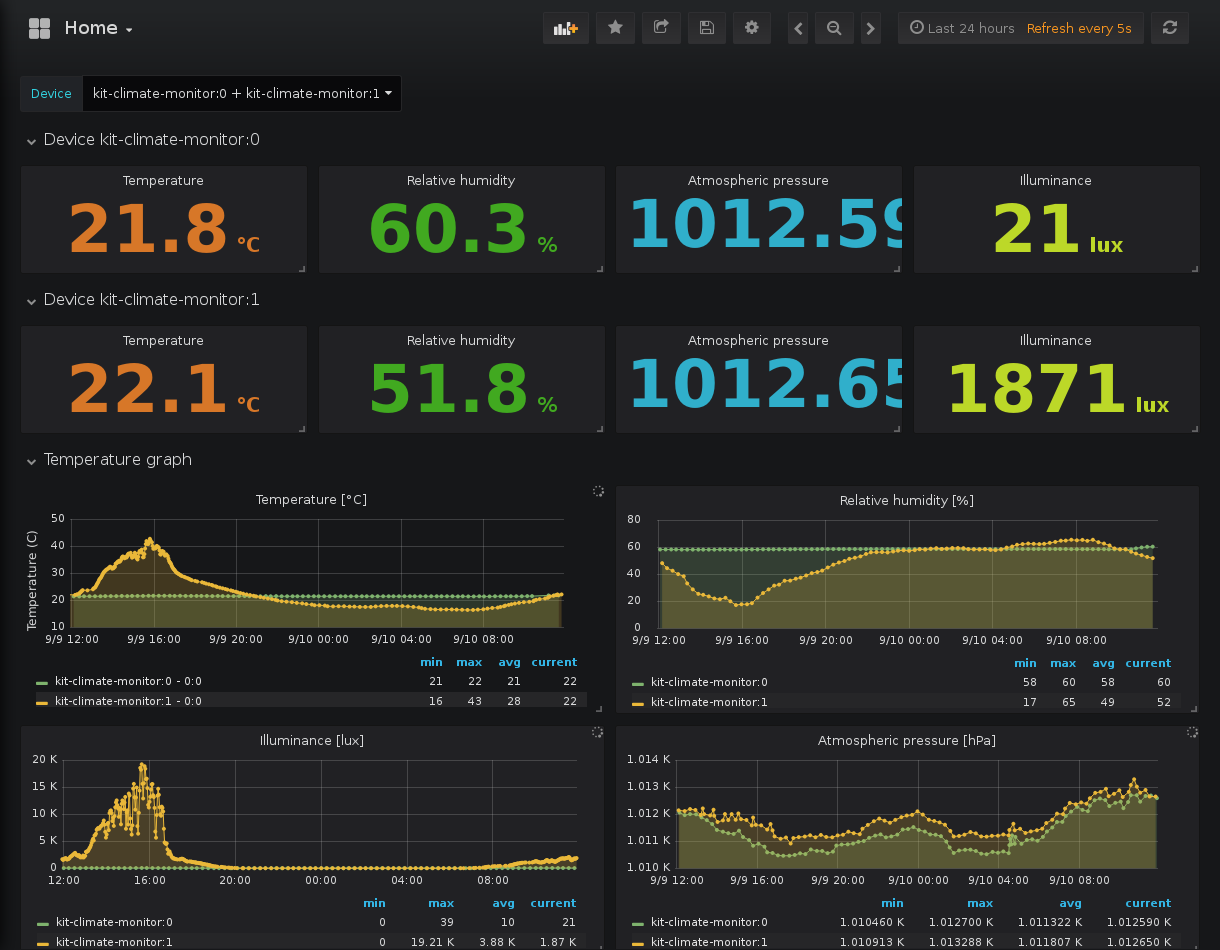 Home
Last 24 hours Refresh every 5s
Device kit-climate-monitor:0 + kit-climate-monitor:1
Device kit-climate-monitor:0
Temperature Relative humidity Atmospheric pressure Illuminance
21.8 °C 60.3 % 1012.59 21 lux
Device kit-climate-monitor:1
Temperature Relative humidity Atmospheric pressure Illuminance
22.1 °C 51.8 % 1012.65 1871 lux
Temperature graph
Temperature [°C]
Temperature (C)
50
40
30
20
10
9/9 12:00 9/9 16:00 9/9 20:00 9/10 00:00 9/10 04:00 9/10 08:00
min max avg current
kit-climate-monitor:0 - 0:0 21 22 21 22
kit-climate-monitor:1 - 0:0 16 43 28 22
Relative humidity [%]
80
60
40
20
0
9/9 12:00 9/9 16:00 9/9 20:00 9/10 00:00 9/10 04:00 9/10 08:00
min max avg current
kit-climate-monitor:0 58 60 58 60
kit-climate-monitor:1 17 65 49 52
Illuminance [lux]
20 K
15 K
10 K
5 K
0
12:00 16:00 20:00 00:00 04:00 08:00
min max avg current
kit-climate-monitor:0 0 39 10 21
kit-climate-monitor:1 0 19.21 K 3.88 K 1.87 K
Atmospheric pressure [hPa]
1.014 K
1.013 K
1.012 K
1.011 K
1.010 K
9/9 12:00 9/9 16:00 9/9 20:00 9/10 00:00 9/10 04:00 9/10 08:00
min max avg current
kit-climate-monitor:0 1.010460 K 1.012700 K 1.011322 K 1.012590 K
kit-climate-monitor:1 1.010913 K 1.013288 K 1.011807 K 1.012650 K